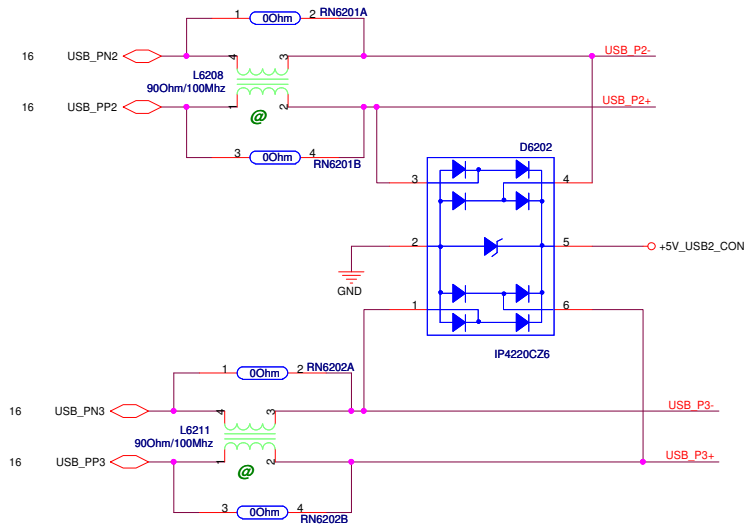 1 0Ohm 2 RN6201A
16 USB_PN2 4 3 USB_P2-
L6208
90Ohm/100Mhz
16 USB_PP2 1 2 USB_P2+
@
3 0Ohm 4 RN6201B
D6202
3 4
2 5 +5V_USB2_CON
GND
1 6
IP4220CZ6
1 0Ohm 2 RN6202A
16 USB_PN3 4 3 USB_P3-
L6211
90Ohm/100Mhz
16 USB_PP3 1 2 USB_P3+
@
3 0Ohm 4
RN6202B